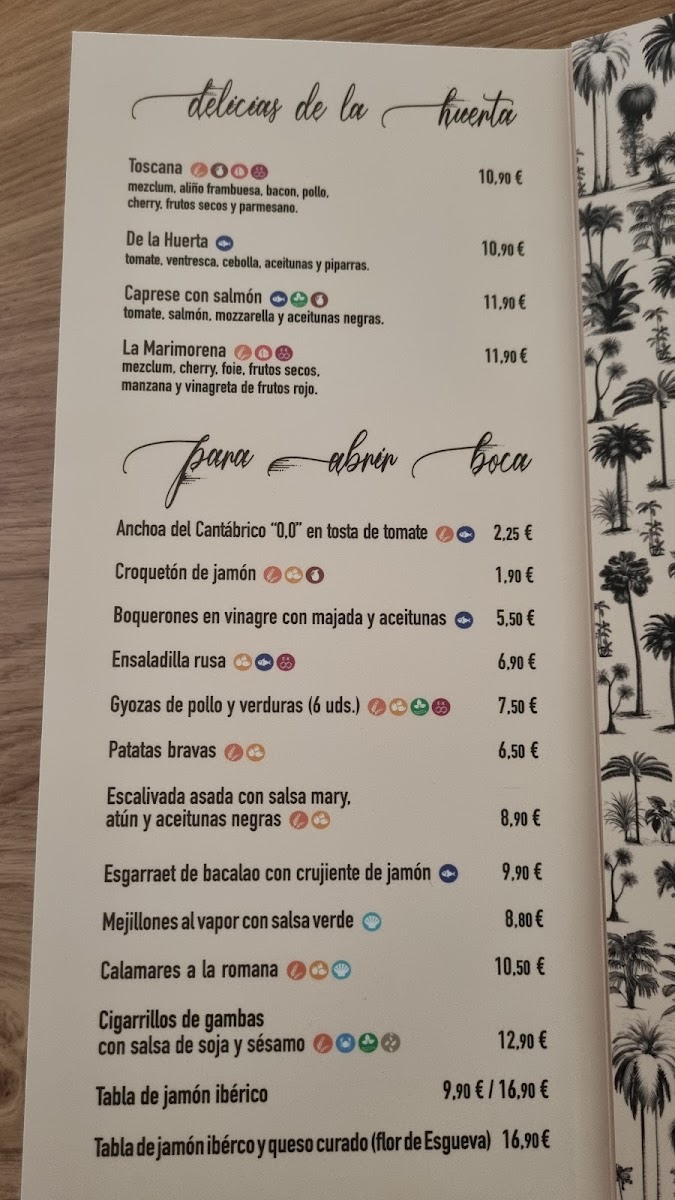 delicias de la huerta
Toscana 10,90 €
mezclum, aliño frambuesa, bacon, pollo,
cherry, frutos secos y parmesano.
De la Huerta 10,90 €
tomate, ventresca, cebolla, aceitunas y piparras.
Caprese con salmón 11,90 €
tomate, salmón, mozzarella y aceitunas negras.
La Marimorena 11,90 €
mezclum, cherry, foie, frutos secos,
manzana y vinagreta de frutos rojo.
para abrir boca
Anchoa del Cantábrico "0,0" en tosta de tomate 2,25 €
Croquetón de jamón 1,90 €
Boquerones en vinagre con majada y aceitunas 5,50 €
Ensaladilla rusa 6,90 €
Gyozas de pollo y verduras (6 uds.) 7,50 €
Patatas bravas 6,50 €
Escalivada asada con salsa mary,
atún y aceitunas negras 8,90 €
Esgarraet de bacalao con crujiente de jamón 9,90 €
Mejillones al vapor con salsa verde 8,80 €
Calamares a la romana 10,50 €
Cigarrillos de gambas
con salsa de soja y sésamo 12,90 €
Tabla de jamón ibérico 9,90 € / 16,90 €
Tabla de jamón ibérco y queso curado (flor de Esgueva) 16,90 €